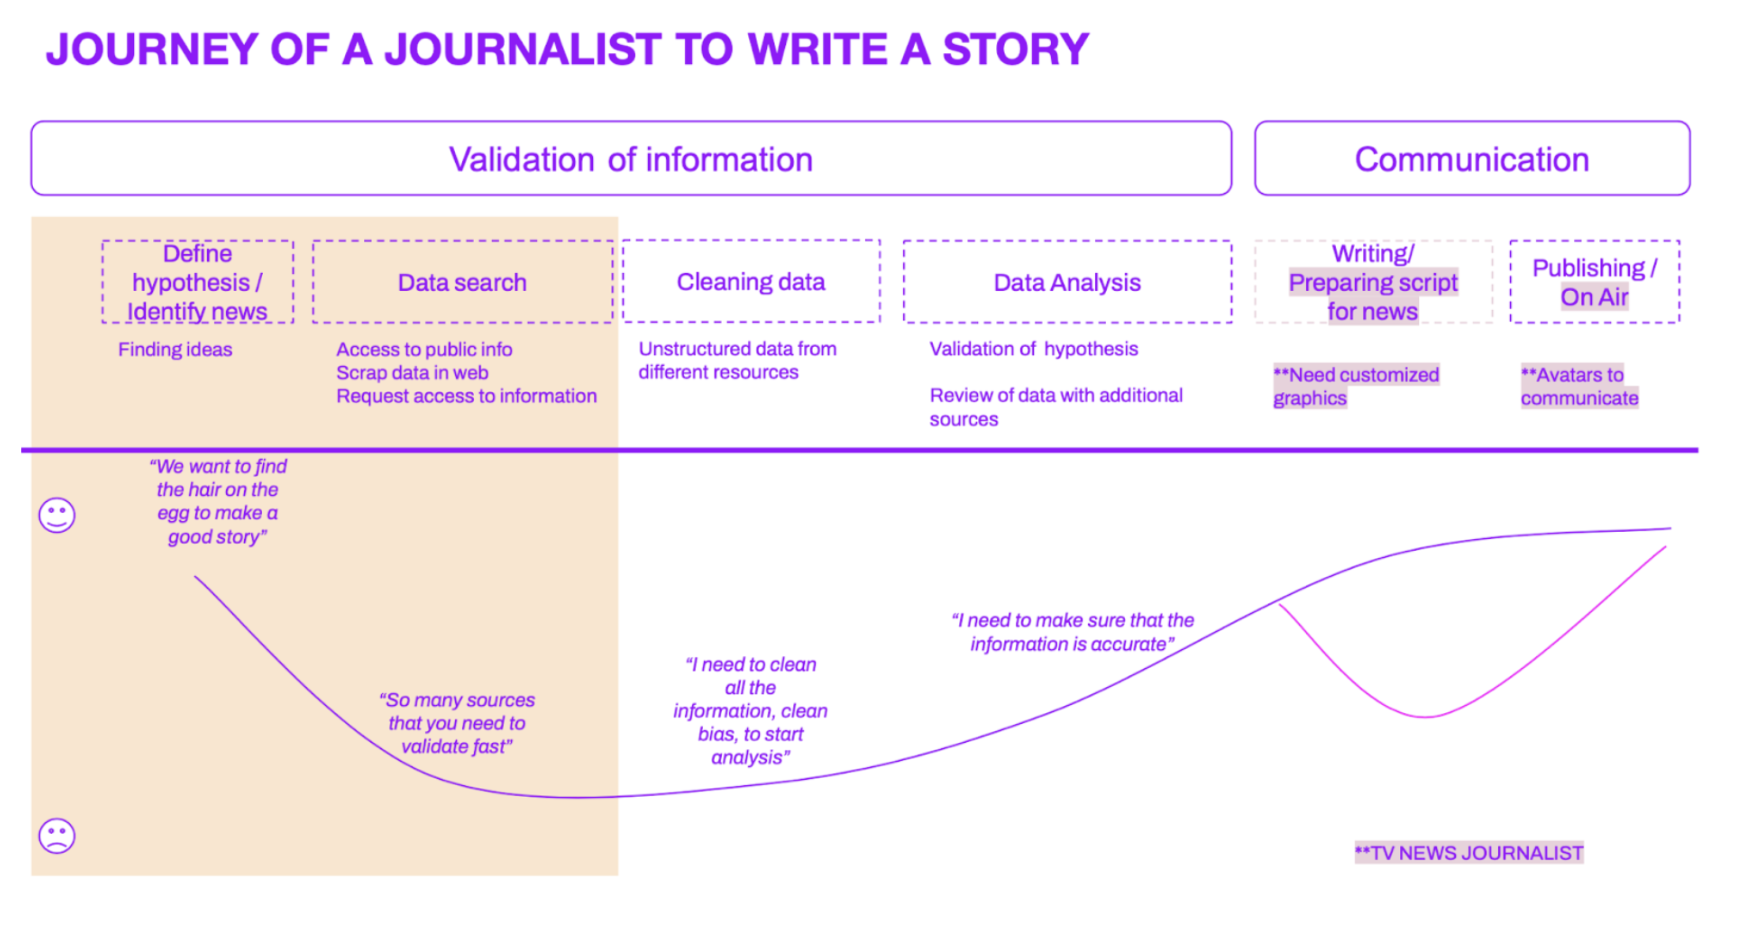 JOURNEY OF A JOURNALIST TO WRITE A STORY
Validation of information
Communication
Define
hypothesis /
Identify news
Data search
Cleaning data
Data Analysis
Writing/
Preparing script
for news
Publishing /
On Air
Finding ideas
Access to public info
Scrap data in web
Request access to information
Unstructured data from
different resources
Validation of hypothesis
Review of data with additional
sources
**Need customized
graphics
**Avatars to
communicate
“We want to find
the hair on the
egg to make a
good story”
“So many sources
that you need to
validate fast”
“I need to clean
all the
information, clean
bias, to start
analysis”
“I need to make sure that the
information is accurate”
**TV NEWS JOURNALIST